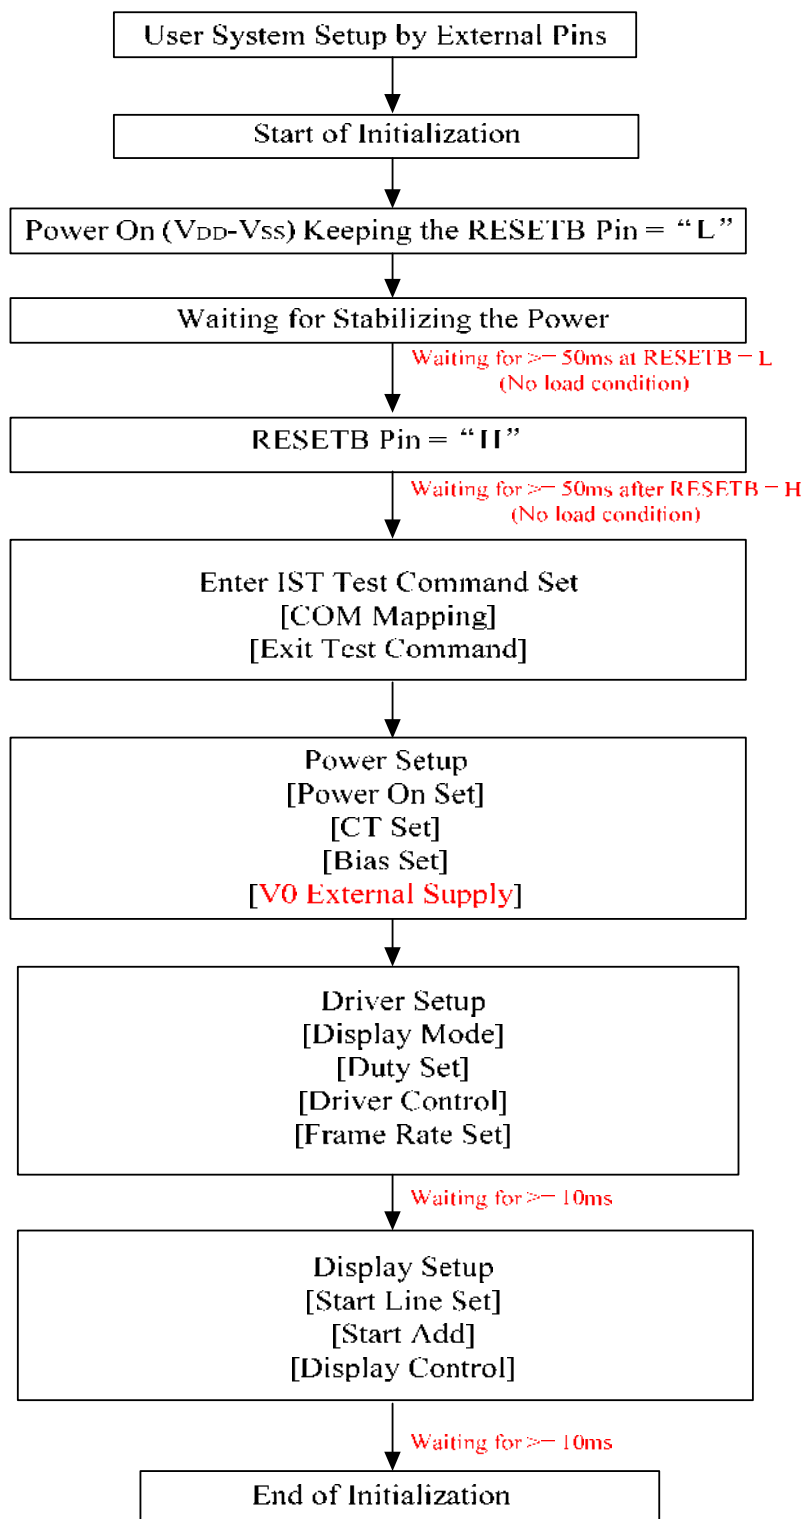 User System Setup by External Pins
Start of Initialization
Power On (VDD-VSS) Keeping the RESETB Pin = “L”
Waiting for Stabilizing the Power
Waiting for >= 50ms at RESETB = L
(No load condition)
RESETB Pin = “H”
Waiting for >= 50ms after RESETB = H
(No load condition)
Enter IST Test Command Set
[COM Mapping]
[Exit Test Command]
Power Setup
[Power On Set]
[CT Set]
[Bias Set]
[V0 External Supply]
Driver Setup
[Display Mode]
[Duty Set]
[Driver Control]
[Frame Rate Set]
Waiting for >= 10ms
Display Setup
[Start Line Set]
[Start Add]
[Display Control]
Waiting for >= 10ms
End of Initialization